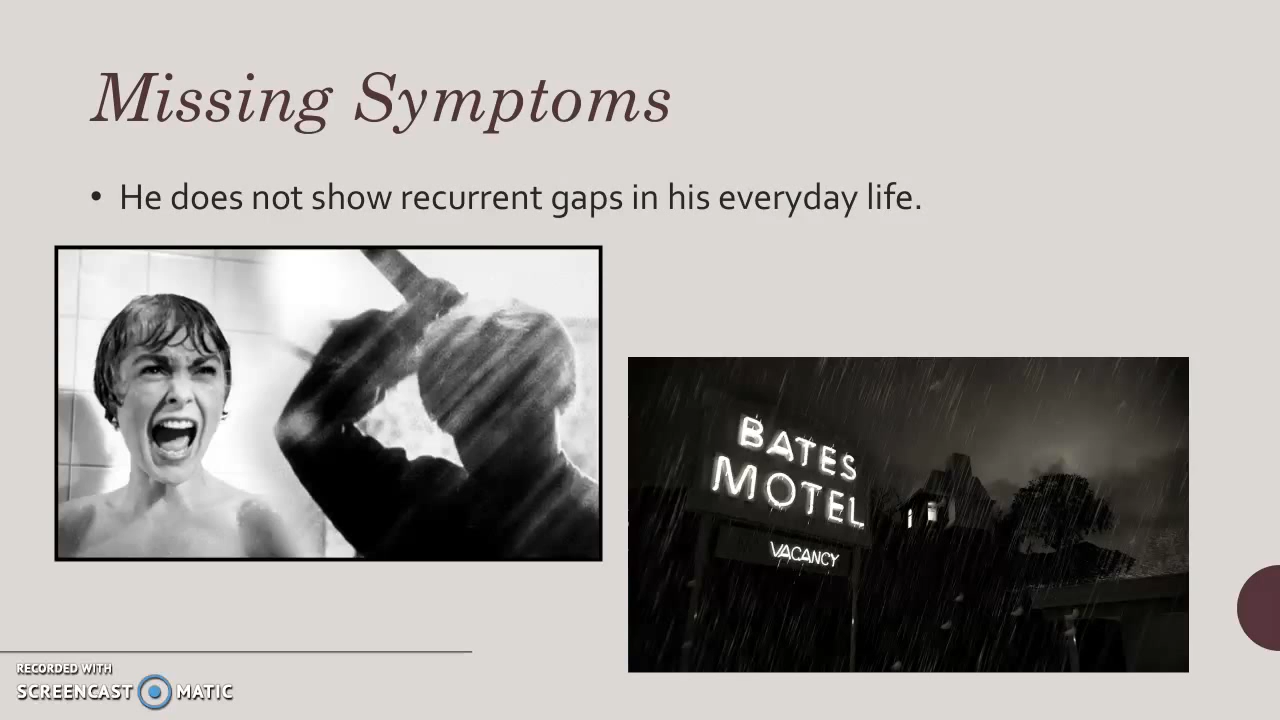 Missing Symptoms
• He does not show recurrent gaps in his everyday life.
BATES
MOTEL
VACANCY
RECORDED WITH
SCREENCAST MATIC